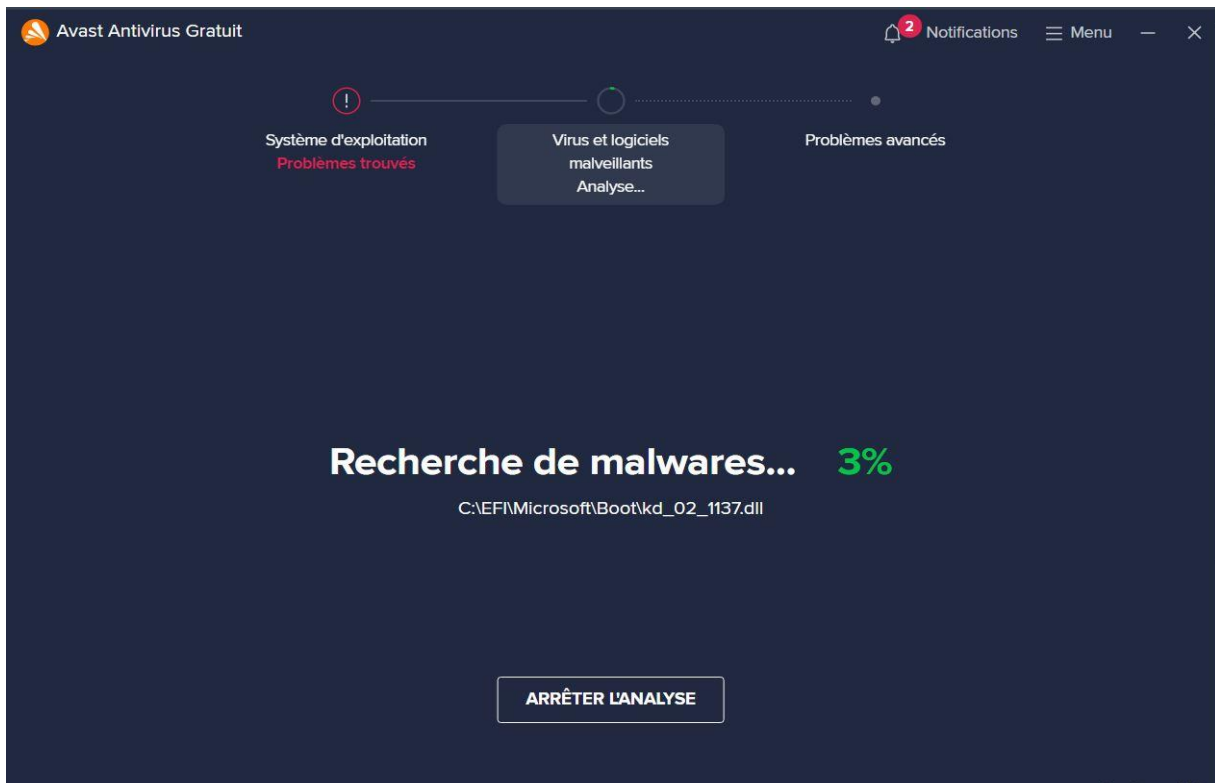 Avast Antivirus Gratuit
2
Notifications
Menu
!
Système d'exploitation
Problèmes trouvés
Virus et logiciels
malveillants
Analyse...
Problèmes avancés
Recherche de malwares... 3%
C:\EFI\Microsoft\Boot\kd_02_1137.dll
ARRÊTER L'ANALYSE